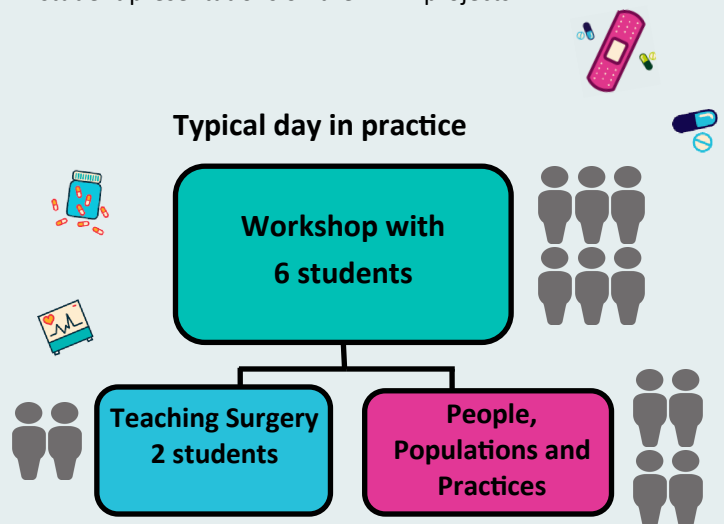 Typical day in practice
Workshop with
6 students
Teaching Surgery
2 students
People,
Populations and
Practices